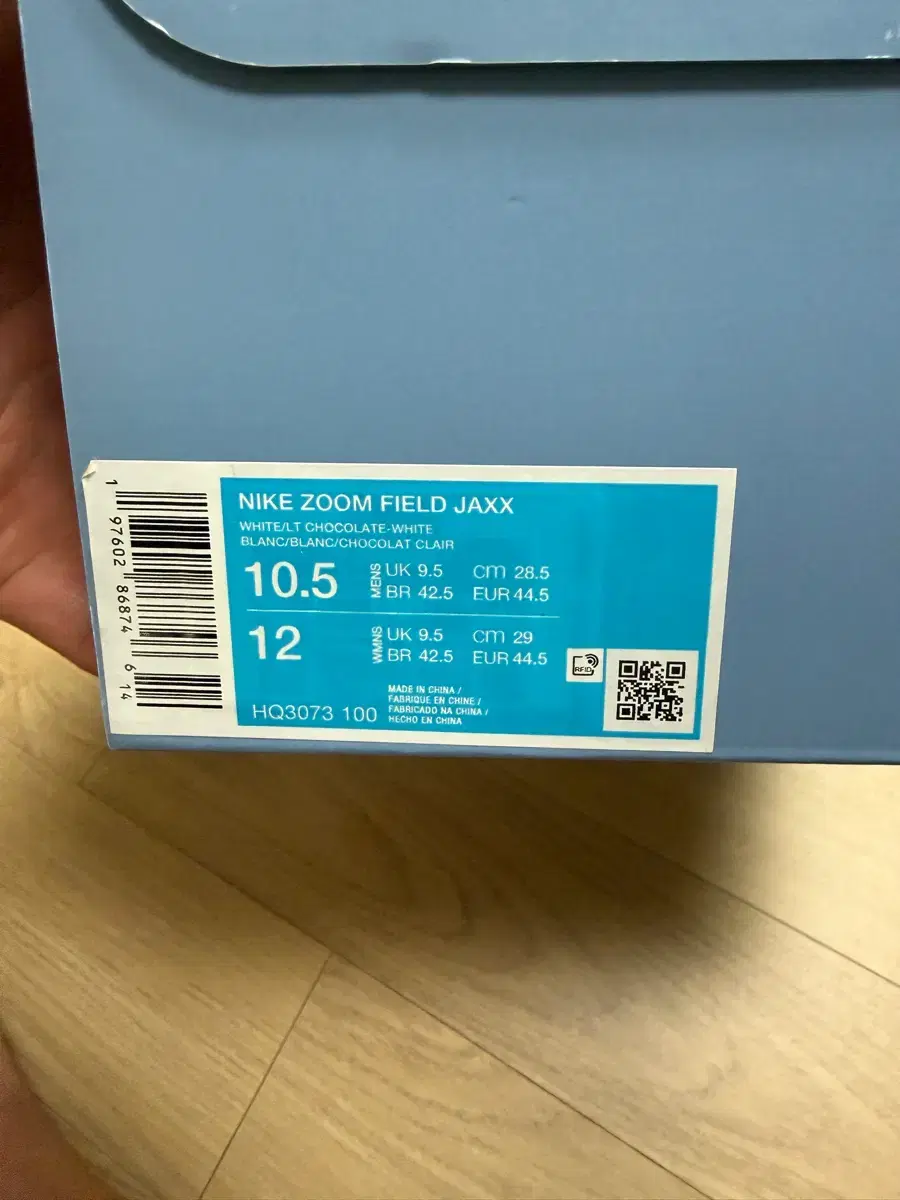 NIKE ZOOM FIELD JAXX
WHITE/LT CHOCOLATE-WHITE
BLANC/BLANC/CHOCOLAT CLAIR
10.5 MENS UK 9.5 cm 28.5
BR 42.5 EUR 44.5
12 WMNS UK 9.5 cm 29
BR 42.5 EUR 44.5
RFID
HQ3073 100
MADE IN CHINA /
FABRIQUE EN CHINE /
FABRICADO NA CHINA /
HECHO EN CHINA
1 97602 86874 6 14